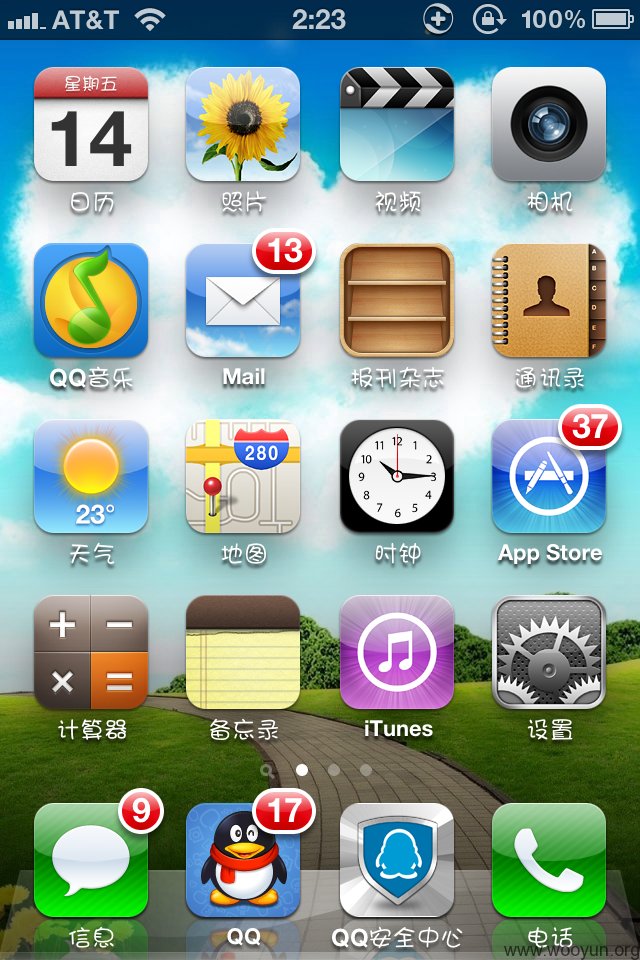 AT&T 2:23 100%
星期五
14
日历 照片 视频 相机
13
QQ音乐 Mail 报刊杂志 通讯录
A
B
C
D
E
F
37
280
12
11 1
10 2
9 3
8 4
7 5
6
23°
天气 地图 时钟 App Store
计算器 备忘录 iTunes 设置
9 17
信息 QQ QQ安全中心 电话
www.wooyun.org